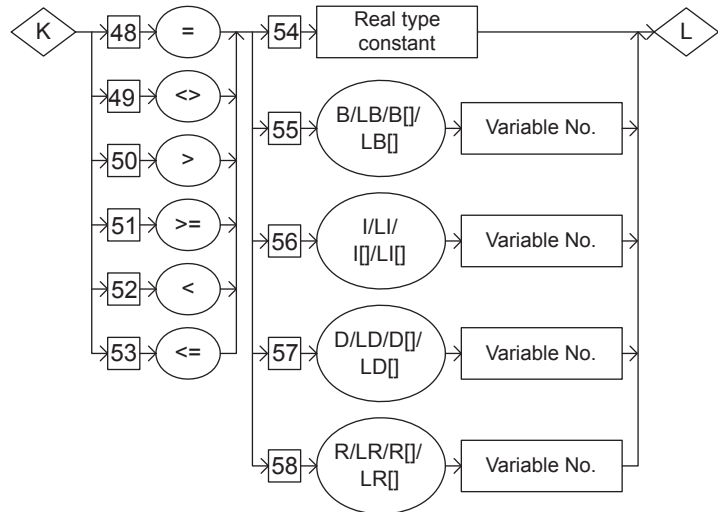 K
48
=
54
Real type
constant
L
49
<>
55
B/LB/B[]/
LB[]
Variable No.
50
>
51
>=
56
I/LI/
I[]/LI[]
Variable No.
52
<
53
<=
57
D/LD/D[]/
LD[]
Variable No.
58
R/LR/R[]/
LR[]
Variable No.